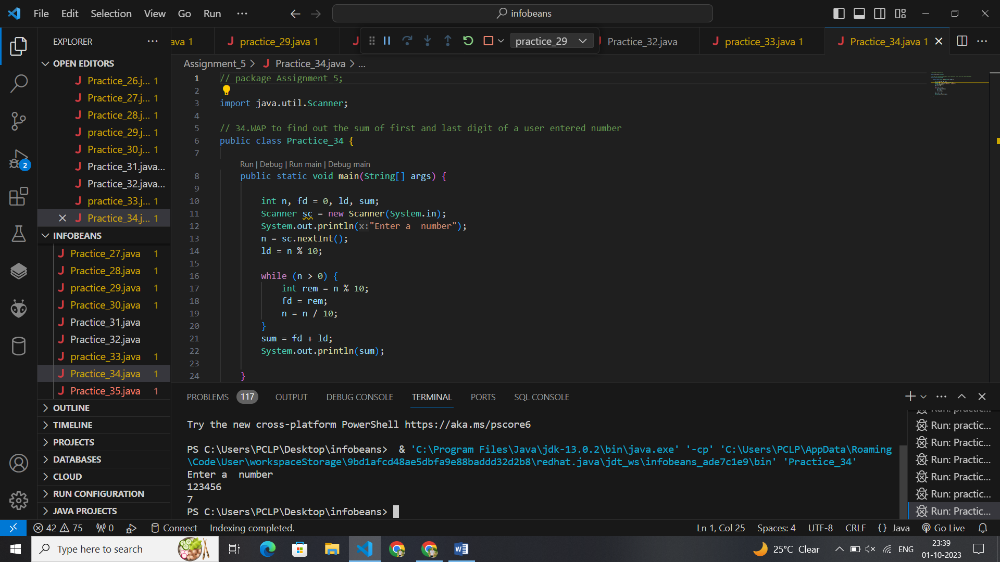 File Edit Selection View Go Run ...
infobeans
EXPLORER ...
OPEN EDITORS
Practice_26.j... 1
Practice_27.j... 1
Practice_28.j... 1
practice_29.j... 1
Practice_30.j... 1
Practice_31.java...
Practice_32.java...
practice_33.j... 1
Practice_34.j... 1
INFOBEANS
Practice_27.java 1
Practice_28.java 1
practice_29.java 1
Practice_30.java 1
Practice_31.java
Practice_32.java
practice_33.java 1
Practice_34.java 1
Practice_35.java 1
OUTLINE
TIMELINE
PROJECTS
DATABASES
CLOUD
RUN CONFIGURATION
JAVA PROJECTS
ava 1 practice_29.java 1 practice_29 Practice_32.java practice_33.java 1 Practice_34.java 1
Assignment_5 > Practice_34.java > ...
1 // package Assignment_5;
2
3 import java.util.Scanner;
4
5 // 34.WAP to find out the sum of first and last digit of a user entered number
6 public class Practice_34 {
7
Run | Debug | Run main | Debug main
8 public static void main(String[] args) {
9
10 int n, fd = 0, ld, sum;
11 Scanner sc = new Scanner(System.in);
12 System.out.println(x:"Enter a  number");
13 n = sc.nextInt();
14 ld = n % 10;
15
16 while (n > 0) {
17 int rem = n % 10;
18 fd = rem;
19 n = n / 10;
20 }
21 sum = fd + ld;
22 System.out.println(sum);
23
24 }
PROBLEMS 117 OUTPUT DEBUG CONSOLE TERMINAL PORTS SQL CONSOLE
Try the new cross-platform PowerShell https://aka.ms/pscore6
PS C:\Users\PCLP\Desktop\infobeans>  & 'C:\Program Files\Java\jdk-13.0.2\bin\java.exe' '-cp' 'C:\Users\PCLP\AppData\Roaming
\Code\User\workspaceStorage\9bd1afcd48ae5dbfa9e88baddd32d2b8\redhat.java\jdt_ws\infobeans_ade7c1e9\bin' 'Practice_34'
Enter a  number
123456
7
PS C:\Users\PCLP\Desktop\infobeans>
Run: practic...
Run: Practic...
Run: Practic...
Run: Practic...
Run: practic...
Run: Practic...
2
42 75 0 Connect Indexing completed. Ln 1, Col 25 Spaces: 4 UTF-8 CRLF {} Java Go Live
Type here to search 25°C Clear ENG 23:39
01-10-2023